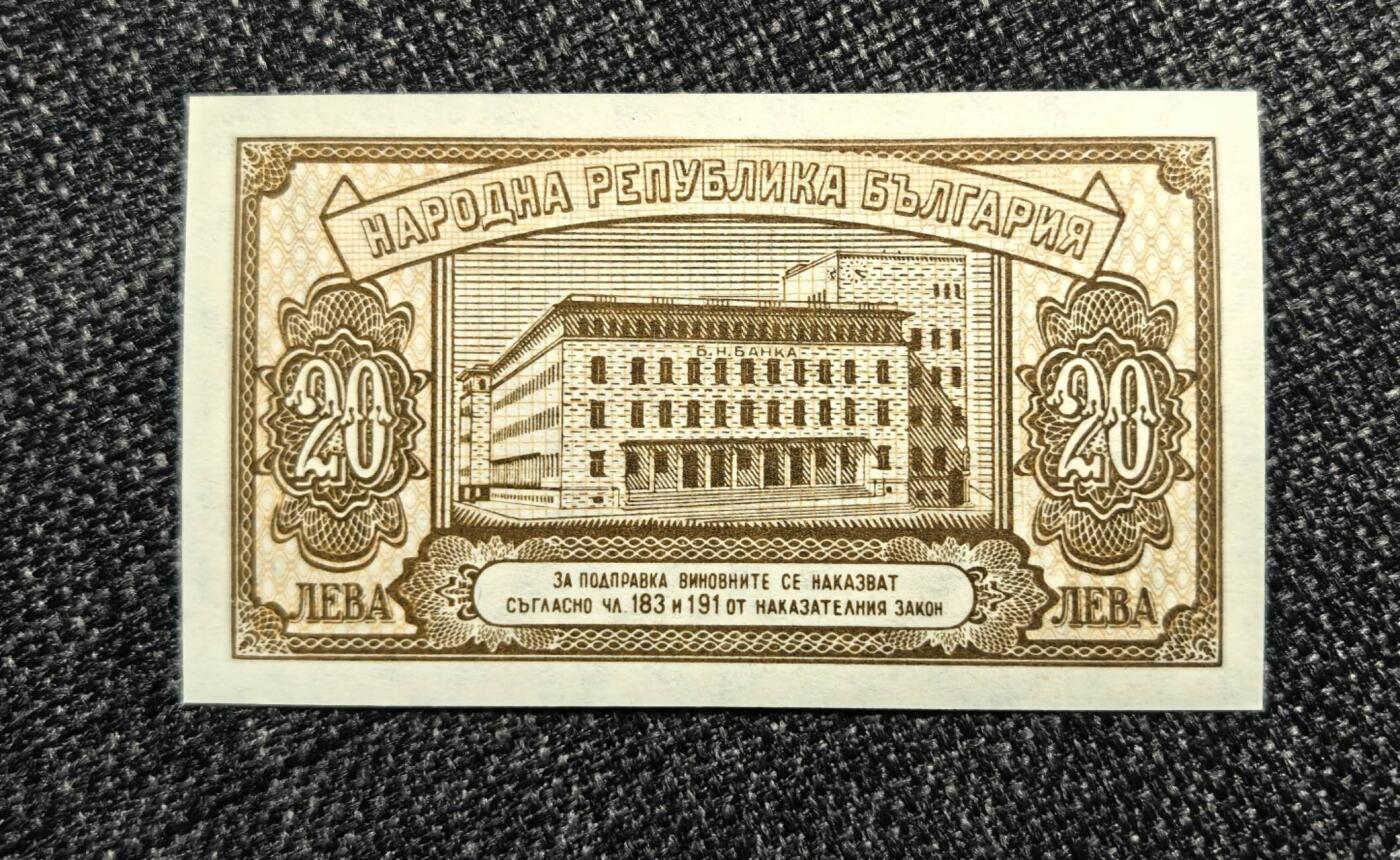 НАРОДНА РЕПУБЛИКА БЪЛГАРИЯ
Б.Н.БАНКА
20
20
ЛЕВА
ЛЕВА
ЗА ПОДПРАВКА ВИНОВНИТЕ СЕ НАКАЗВАТ
СЪГЛАСНО ЧЛ. 183 И 191 ОТ НАКАЗАТЕЛНИЯ ЗАКОН